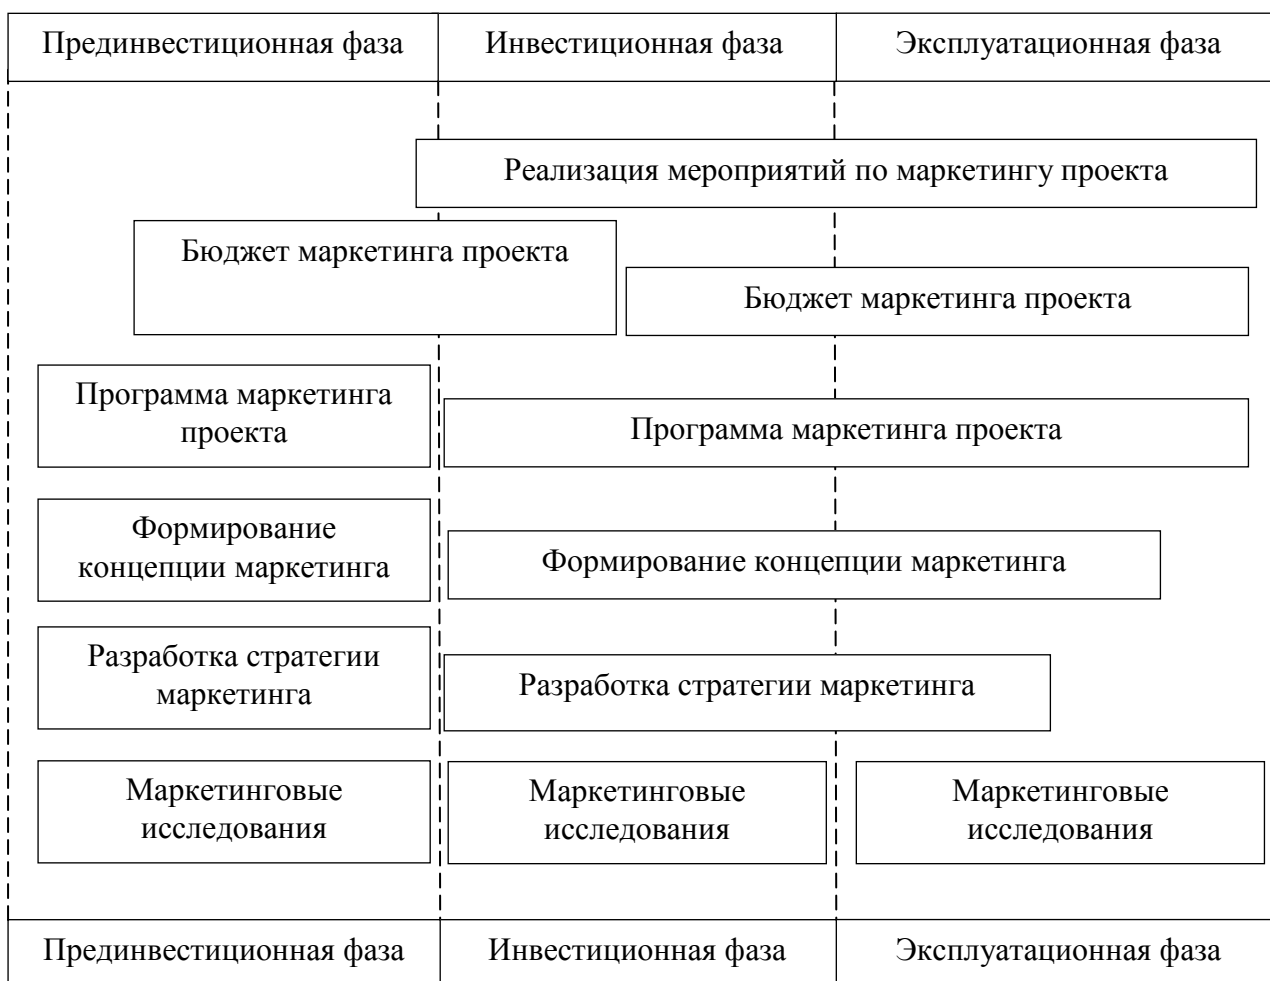 Прединвестиционная фаза
Инвестиционная фаза
Эксплуатационная фаза
Реализация мероприятий по маркетингу проекта
Бюджет маркетинга проекта
Бюджет маркетинга проекта
Программа маркетинга
проекта
Программа маркетинга проекта
Формирование
концепции маркетинга
Формирование концепции маркетинга
Разработка стратегии
маркетинга
Разработка стратегии маркетинга
Маркетинговые
исследования
Маркетинговые
исследования
Маркетинговые
исследования
Прединвестиционная фаза
Инвестиционная фаза
Эксплуатационная фаза